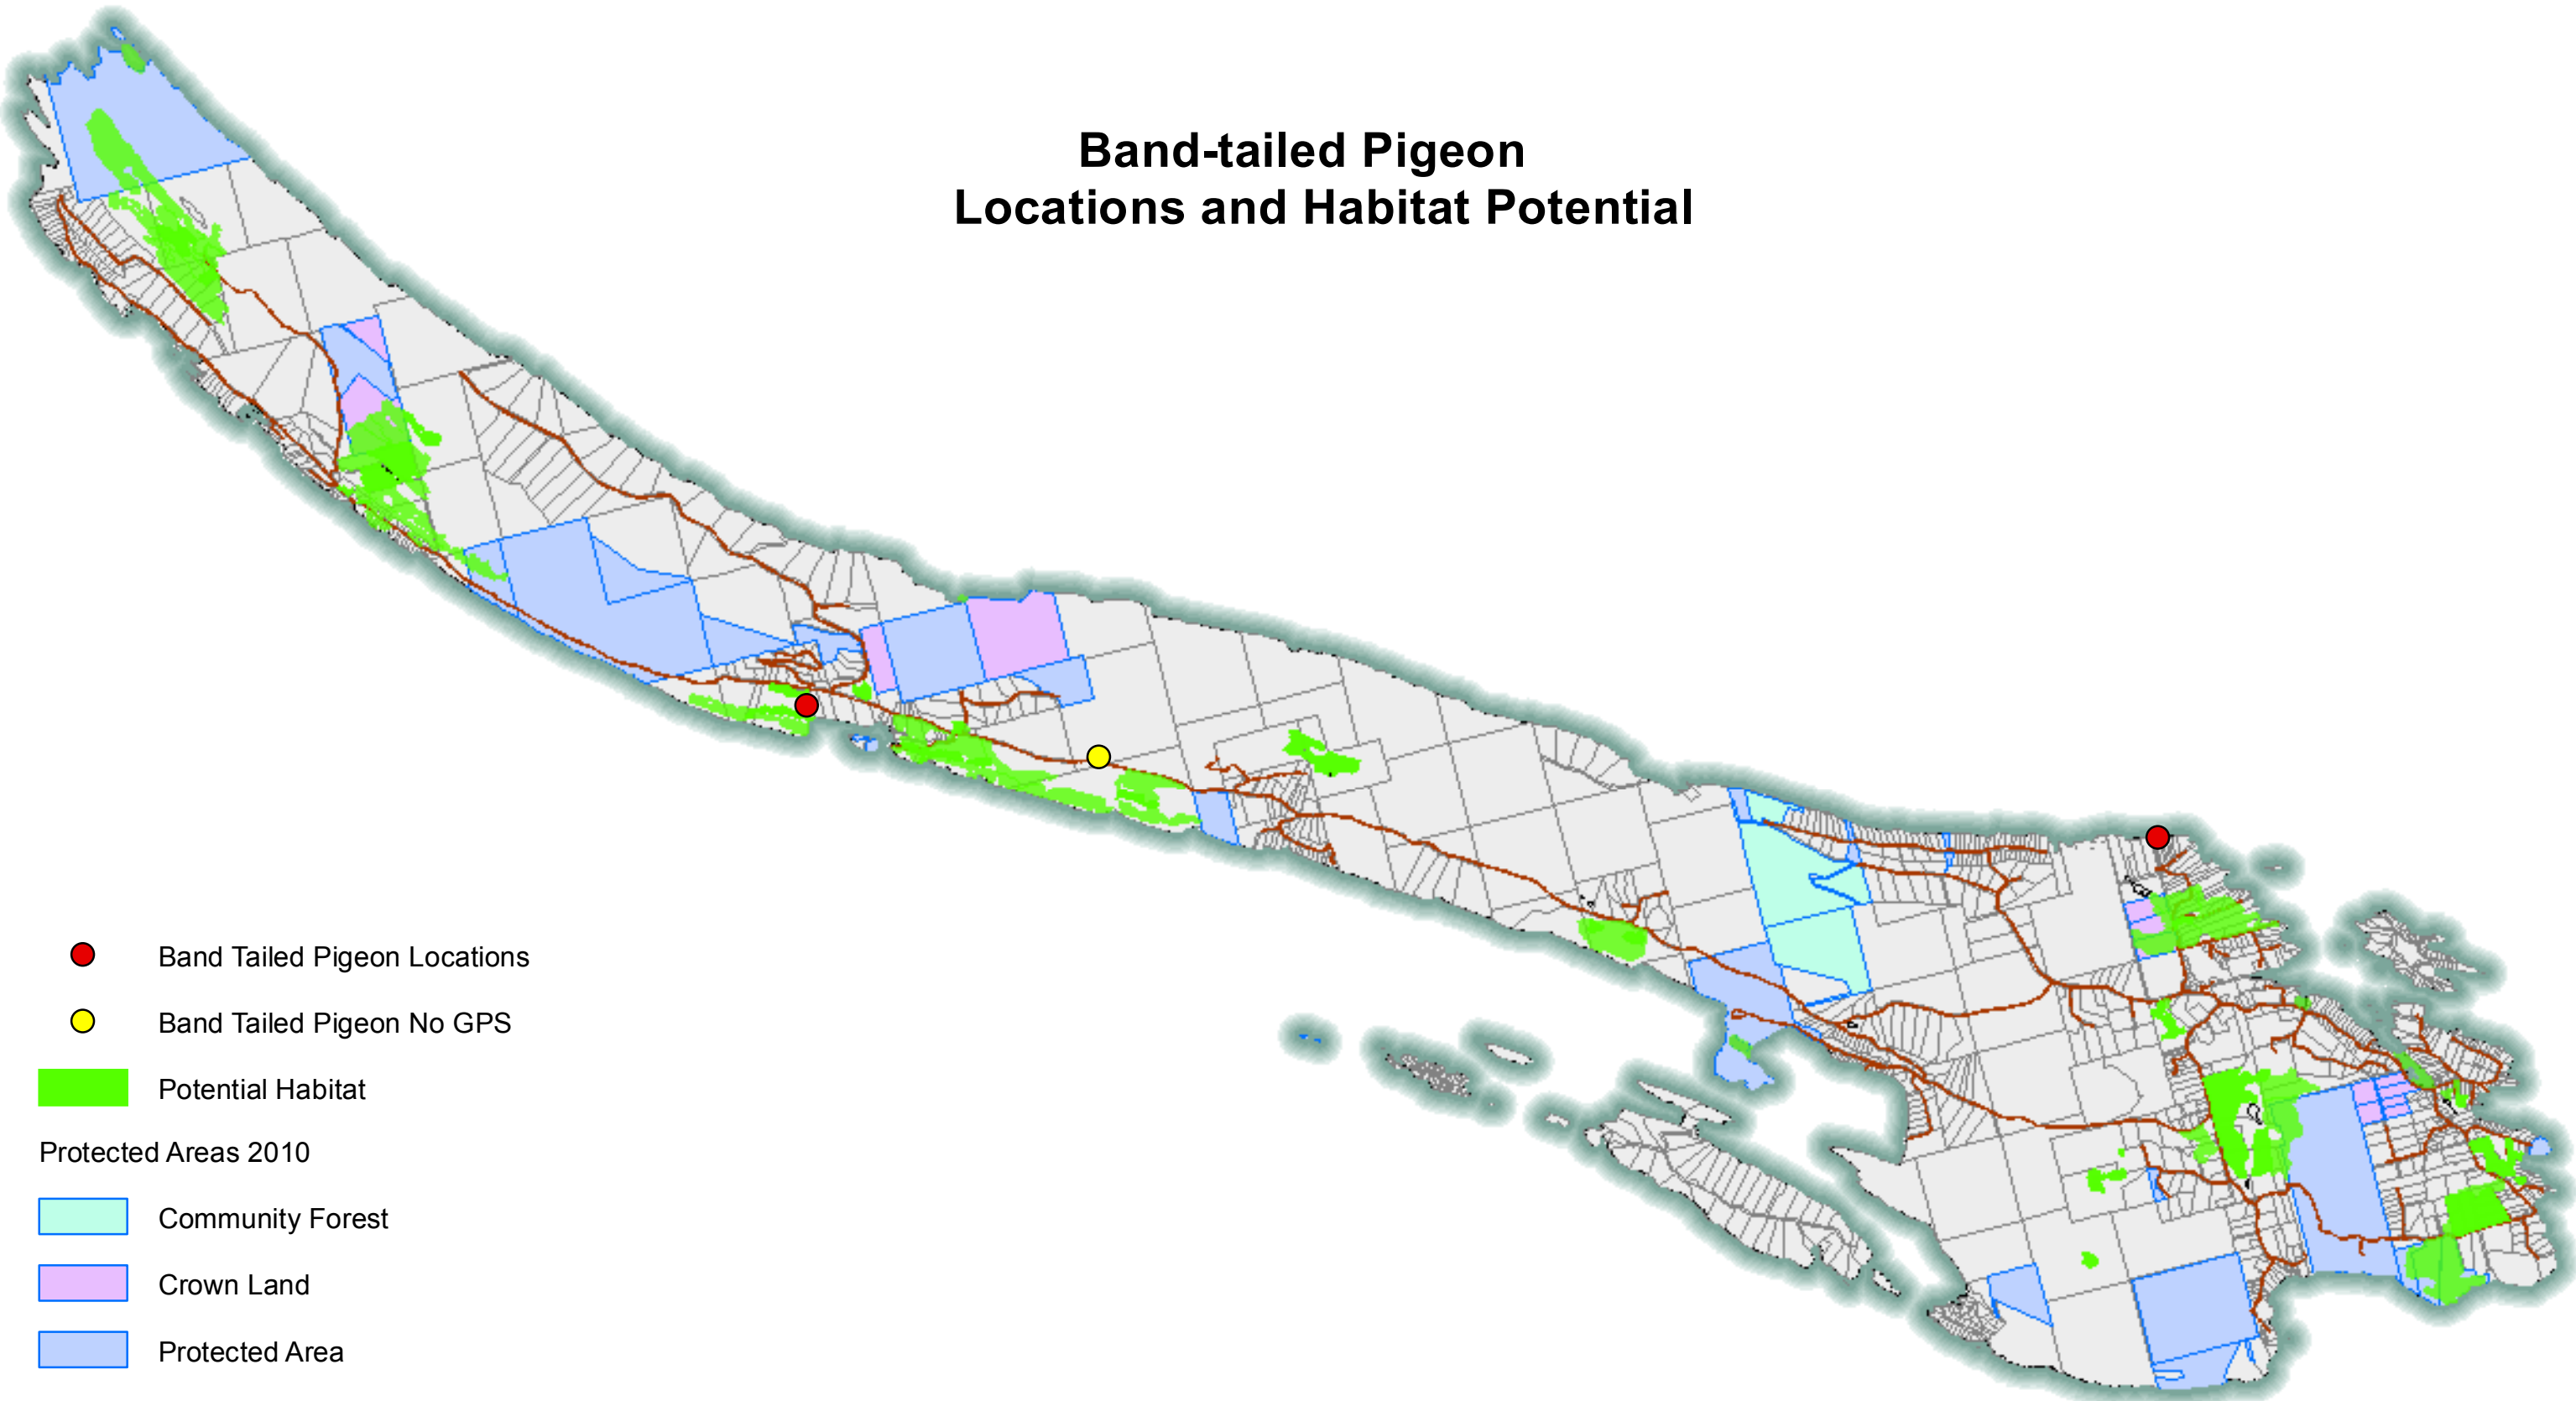 Band-tailed Pigeon
Locations and Habitat Potential
Band Tailed Pigeon Locations
Band Tailed Pigeon No GPS
Potential Habitat
Protected Areas 2010
Community Forest
Crown Land
Protected Area